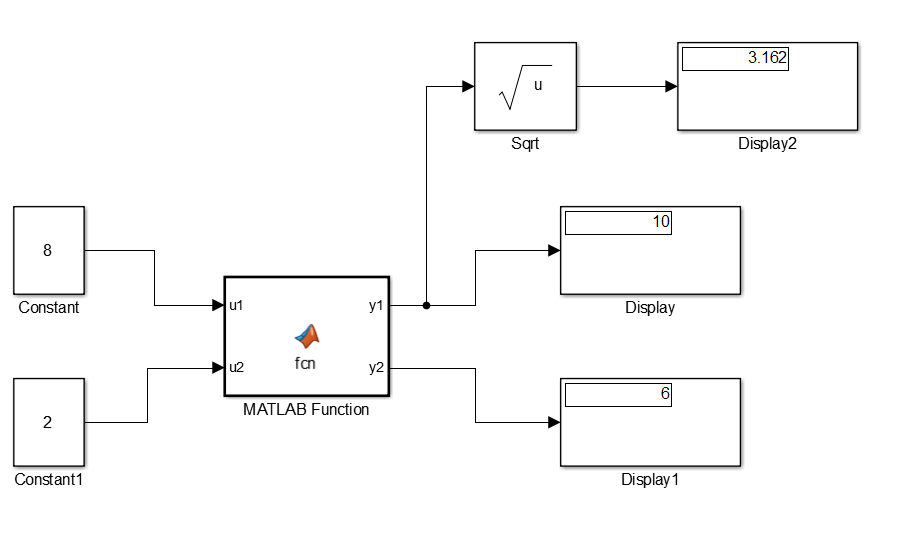 3.162
u
Sqrt
Display2
8
Constant
10
Display
u1
y1
fcn
u2
y2
MATLAB Function
2
Constant1
6
Display1